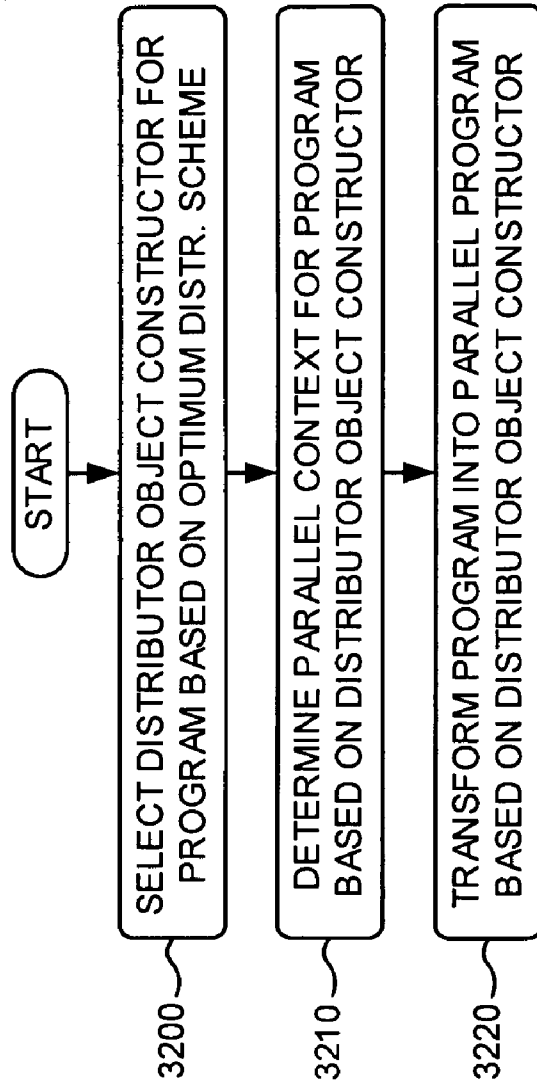 START
SELECT DISTRIBUTOR OBJECT CONSTRUCTOR FOR
PROGRAM BASED ON OPTIMUM DISTR. SCHEME
3200
DETERMINE PARALLEL CONTEXT FOR PROGRAM
BASED ON DISTRIBUTOR OBJECT CONSTRUCTOR
3210
TRANSFORM PROGRAM INTO PARALLEL PROGRAM
BASED ON DISTRIBUTOR OBJECT CONSTRUCTOR
3220